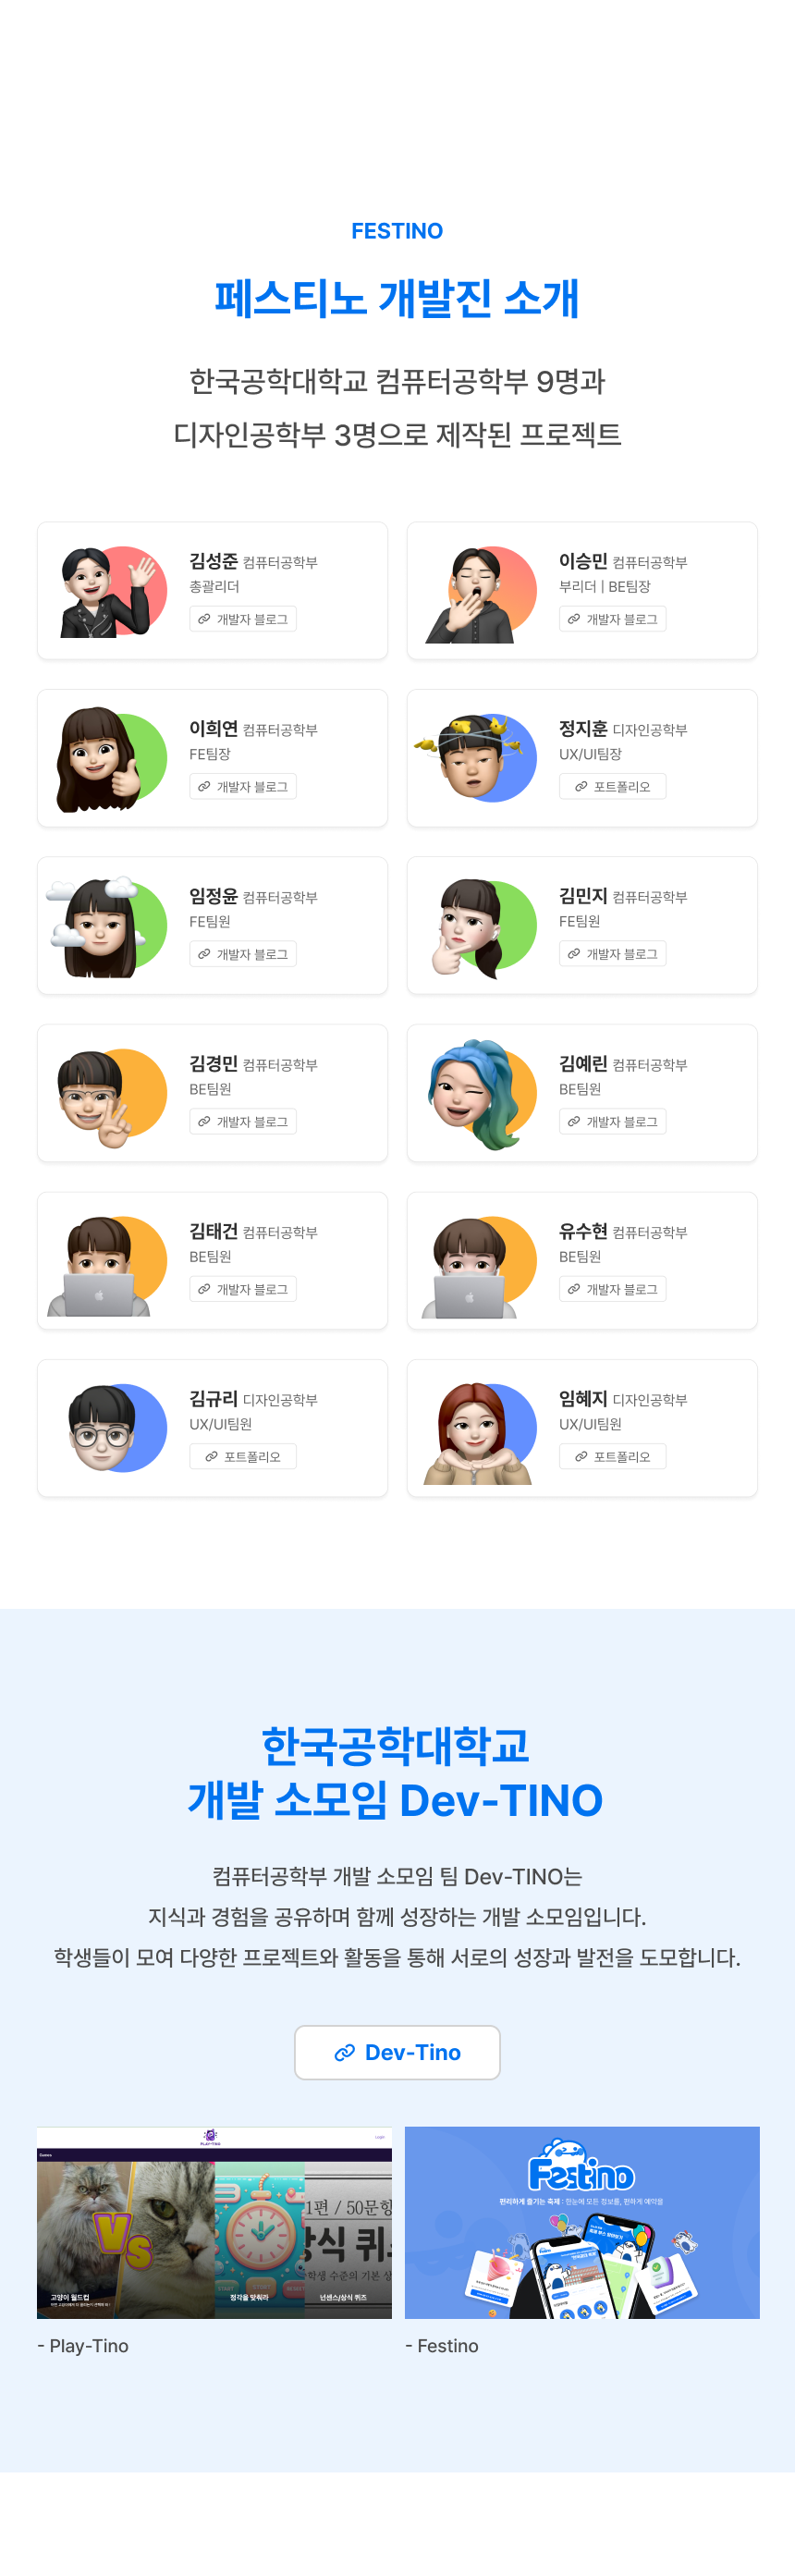 FESTINO
페스티노 개발진 소개
한국공학대학교 컴퓨터공학부 9명과
디자인공학부 3명으로 제작된 프로젝트
김성준 컴퓨터공학부
총괄리더
개발자 블로그
이승민 컴퓨터공학부
부리더 | BE팀장
개발자 블로그
이희연 컴퓨터공학부
FE팀장
개발자 블로그
정지훈 디자인공학부
UX/UI팀장
포트폴리오
임정윤 컴퓨터공학부
FE팀원
개발자 블로그
김민지 컴퓨터공학부
FE팀원
개발자 블로그
김경민 컴퓨터공학부
BE팀원
개발자 블로그
김예린 컴퓨터공학부
BE팀원
개발자 블로그
김태건 컴퓨터공학부
BE팀원
개발자 블로그
유수현 컴퓨터공학부
BE팀원
개발자 블로그
김규리 디자인공학부
UX/UI팀원
포트폴리오
임혜지 디자인공학부
UX/UI팀원
포트폴리오
한국공학대학교
개발 소모임 Dev-TINO
컴퓨터공학부 개발 소모임 팀 Dev-TINO는
지식과 경험을 공유하며 함께 성장하는 개발 소모임입니다.
학생들이 모여 다양한 프로젝트와 활동을 통해 서로의 성장과 발전을 도모합니다.
Dev-Tino
PLAY-TINO
Login
VS
고양이 월드컵
START
정각을 맞춰라
1편 / 50문항
상식 퀴즈
넌센스/상식 퀴즈
Festino
편리하게 즐기는 축제 : 한눈에 모든 정보를, 편하게 예약을
- Play-Tino
- Festino